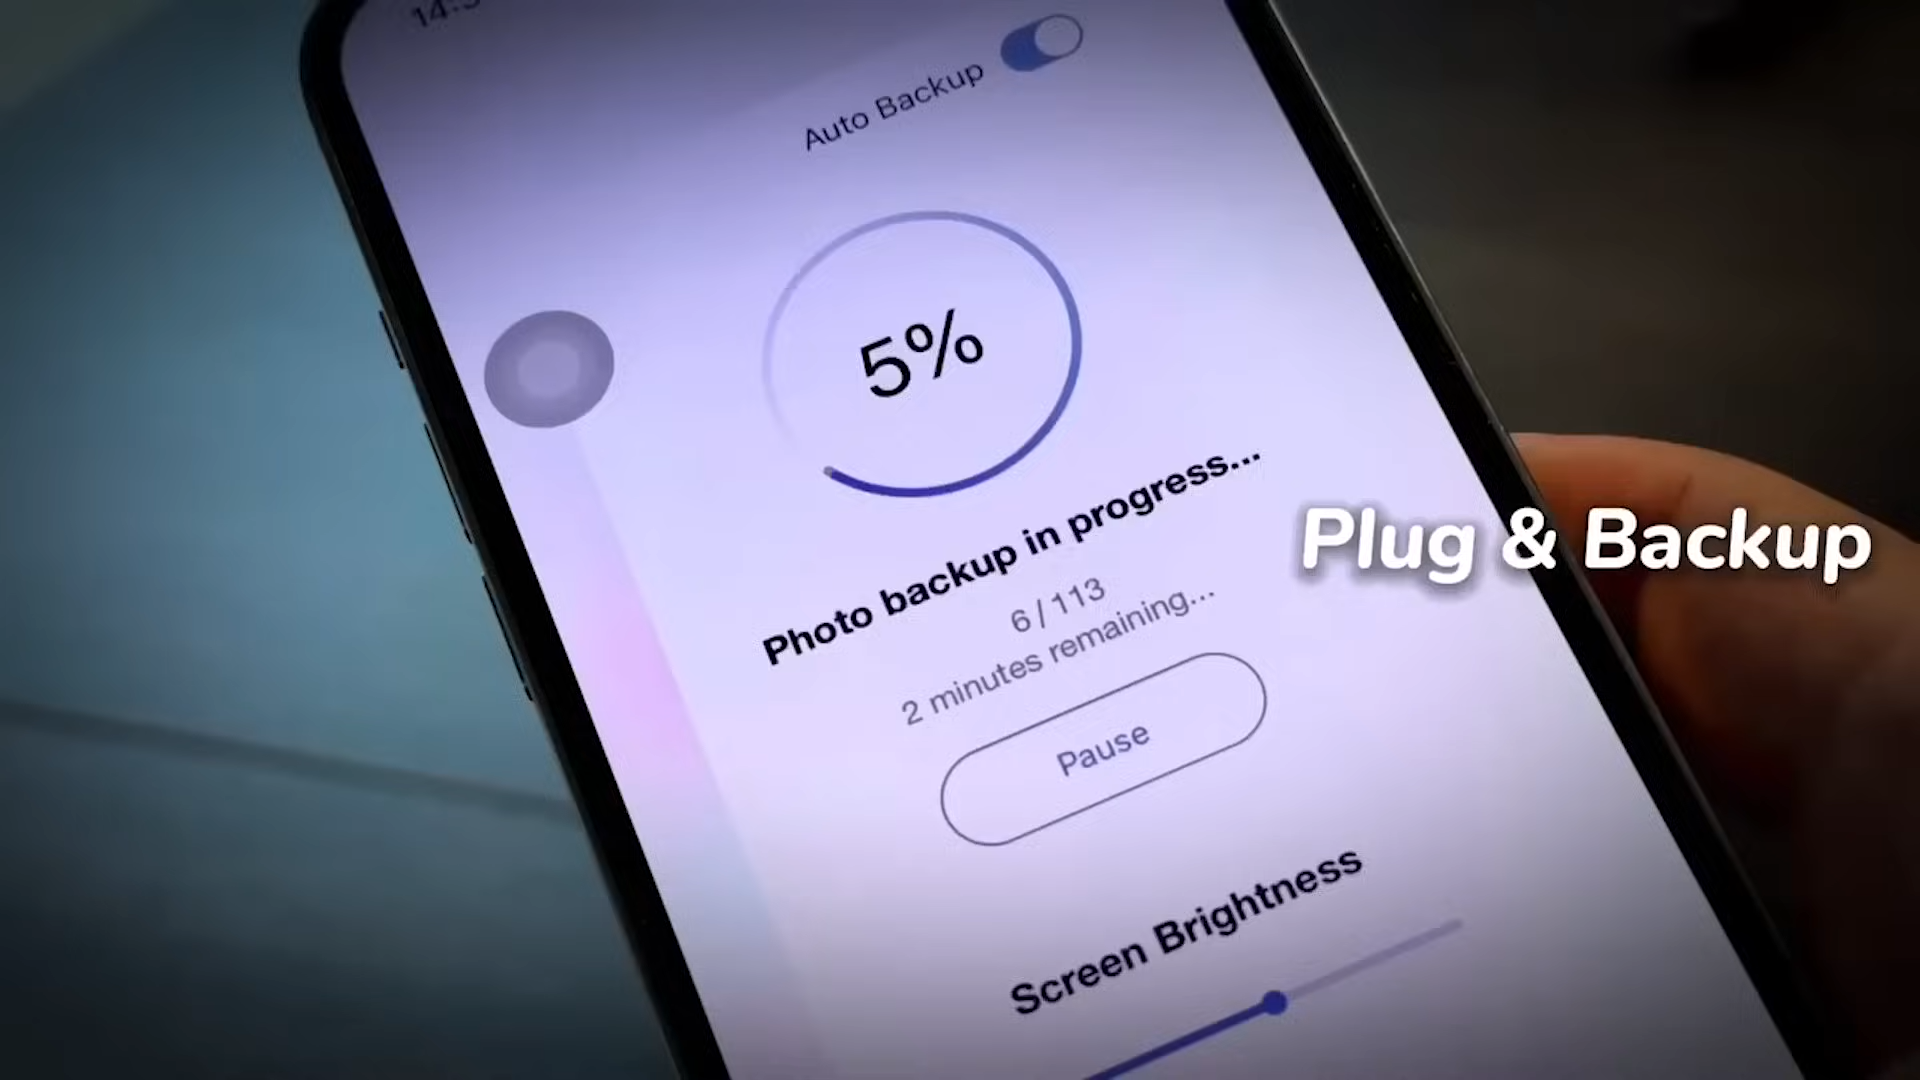 Auto Backup
5%
Photo backup in progress...
6 / 113
2 minutes remaining...
Plug & Backup
Pause
Screen Brightness